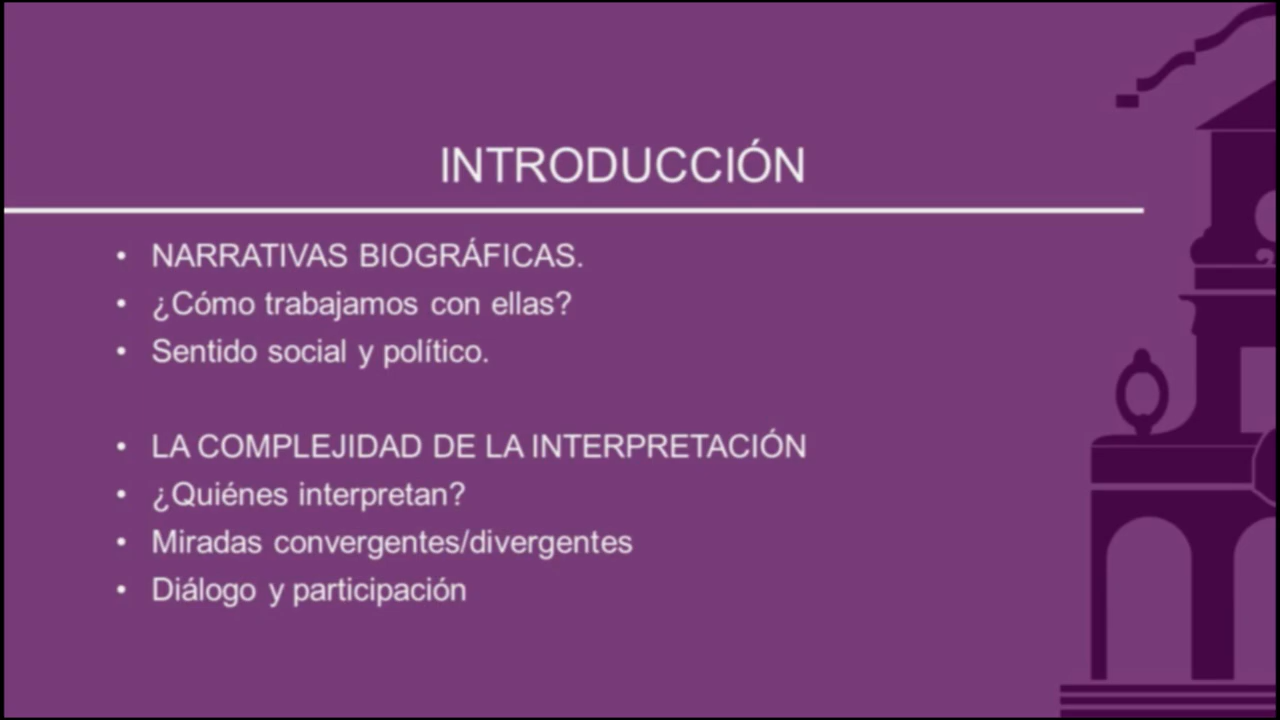 INTRODUCCIÓN
• NARRATIVAS BIOGRÁFICAS.
• ¿Cómo trabajamos con ellas?
• Sentido social y político.
• LA COMPLEJIDAD DE LA INTERPRETACIÓN
• ¿Quiénes interpretan?
• Miradas convergentes/divergentes
• Diálogo y participación